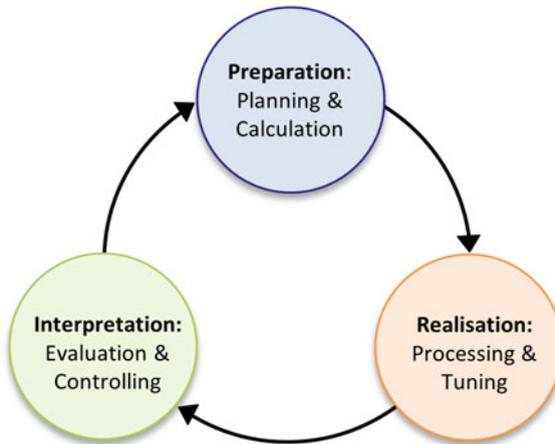 Preparation:
Planning &
Calculation
Realisation:
Processing &
Tuning
Interpretation:
Evaluation &
Controlling